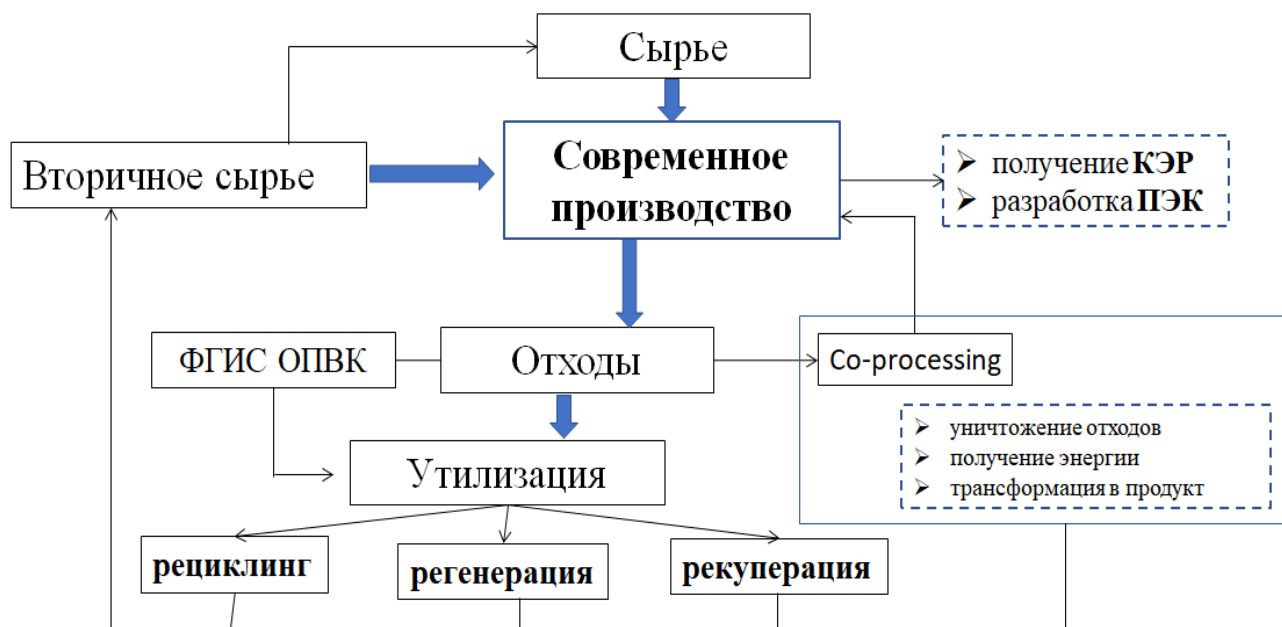 Сырье
Вторичное сырье
Современное
производство
➢ получение КЭР
➢ разработка ПЭК
ФГИС ОПВК
Отходы
Co-processing
➢ уничтожение отходов
➢ получение энергии
➢ трансформация в продукт
Утилизация
рециклинг
регенерация
рекуперация